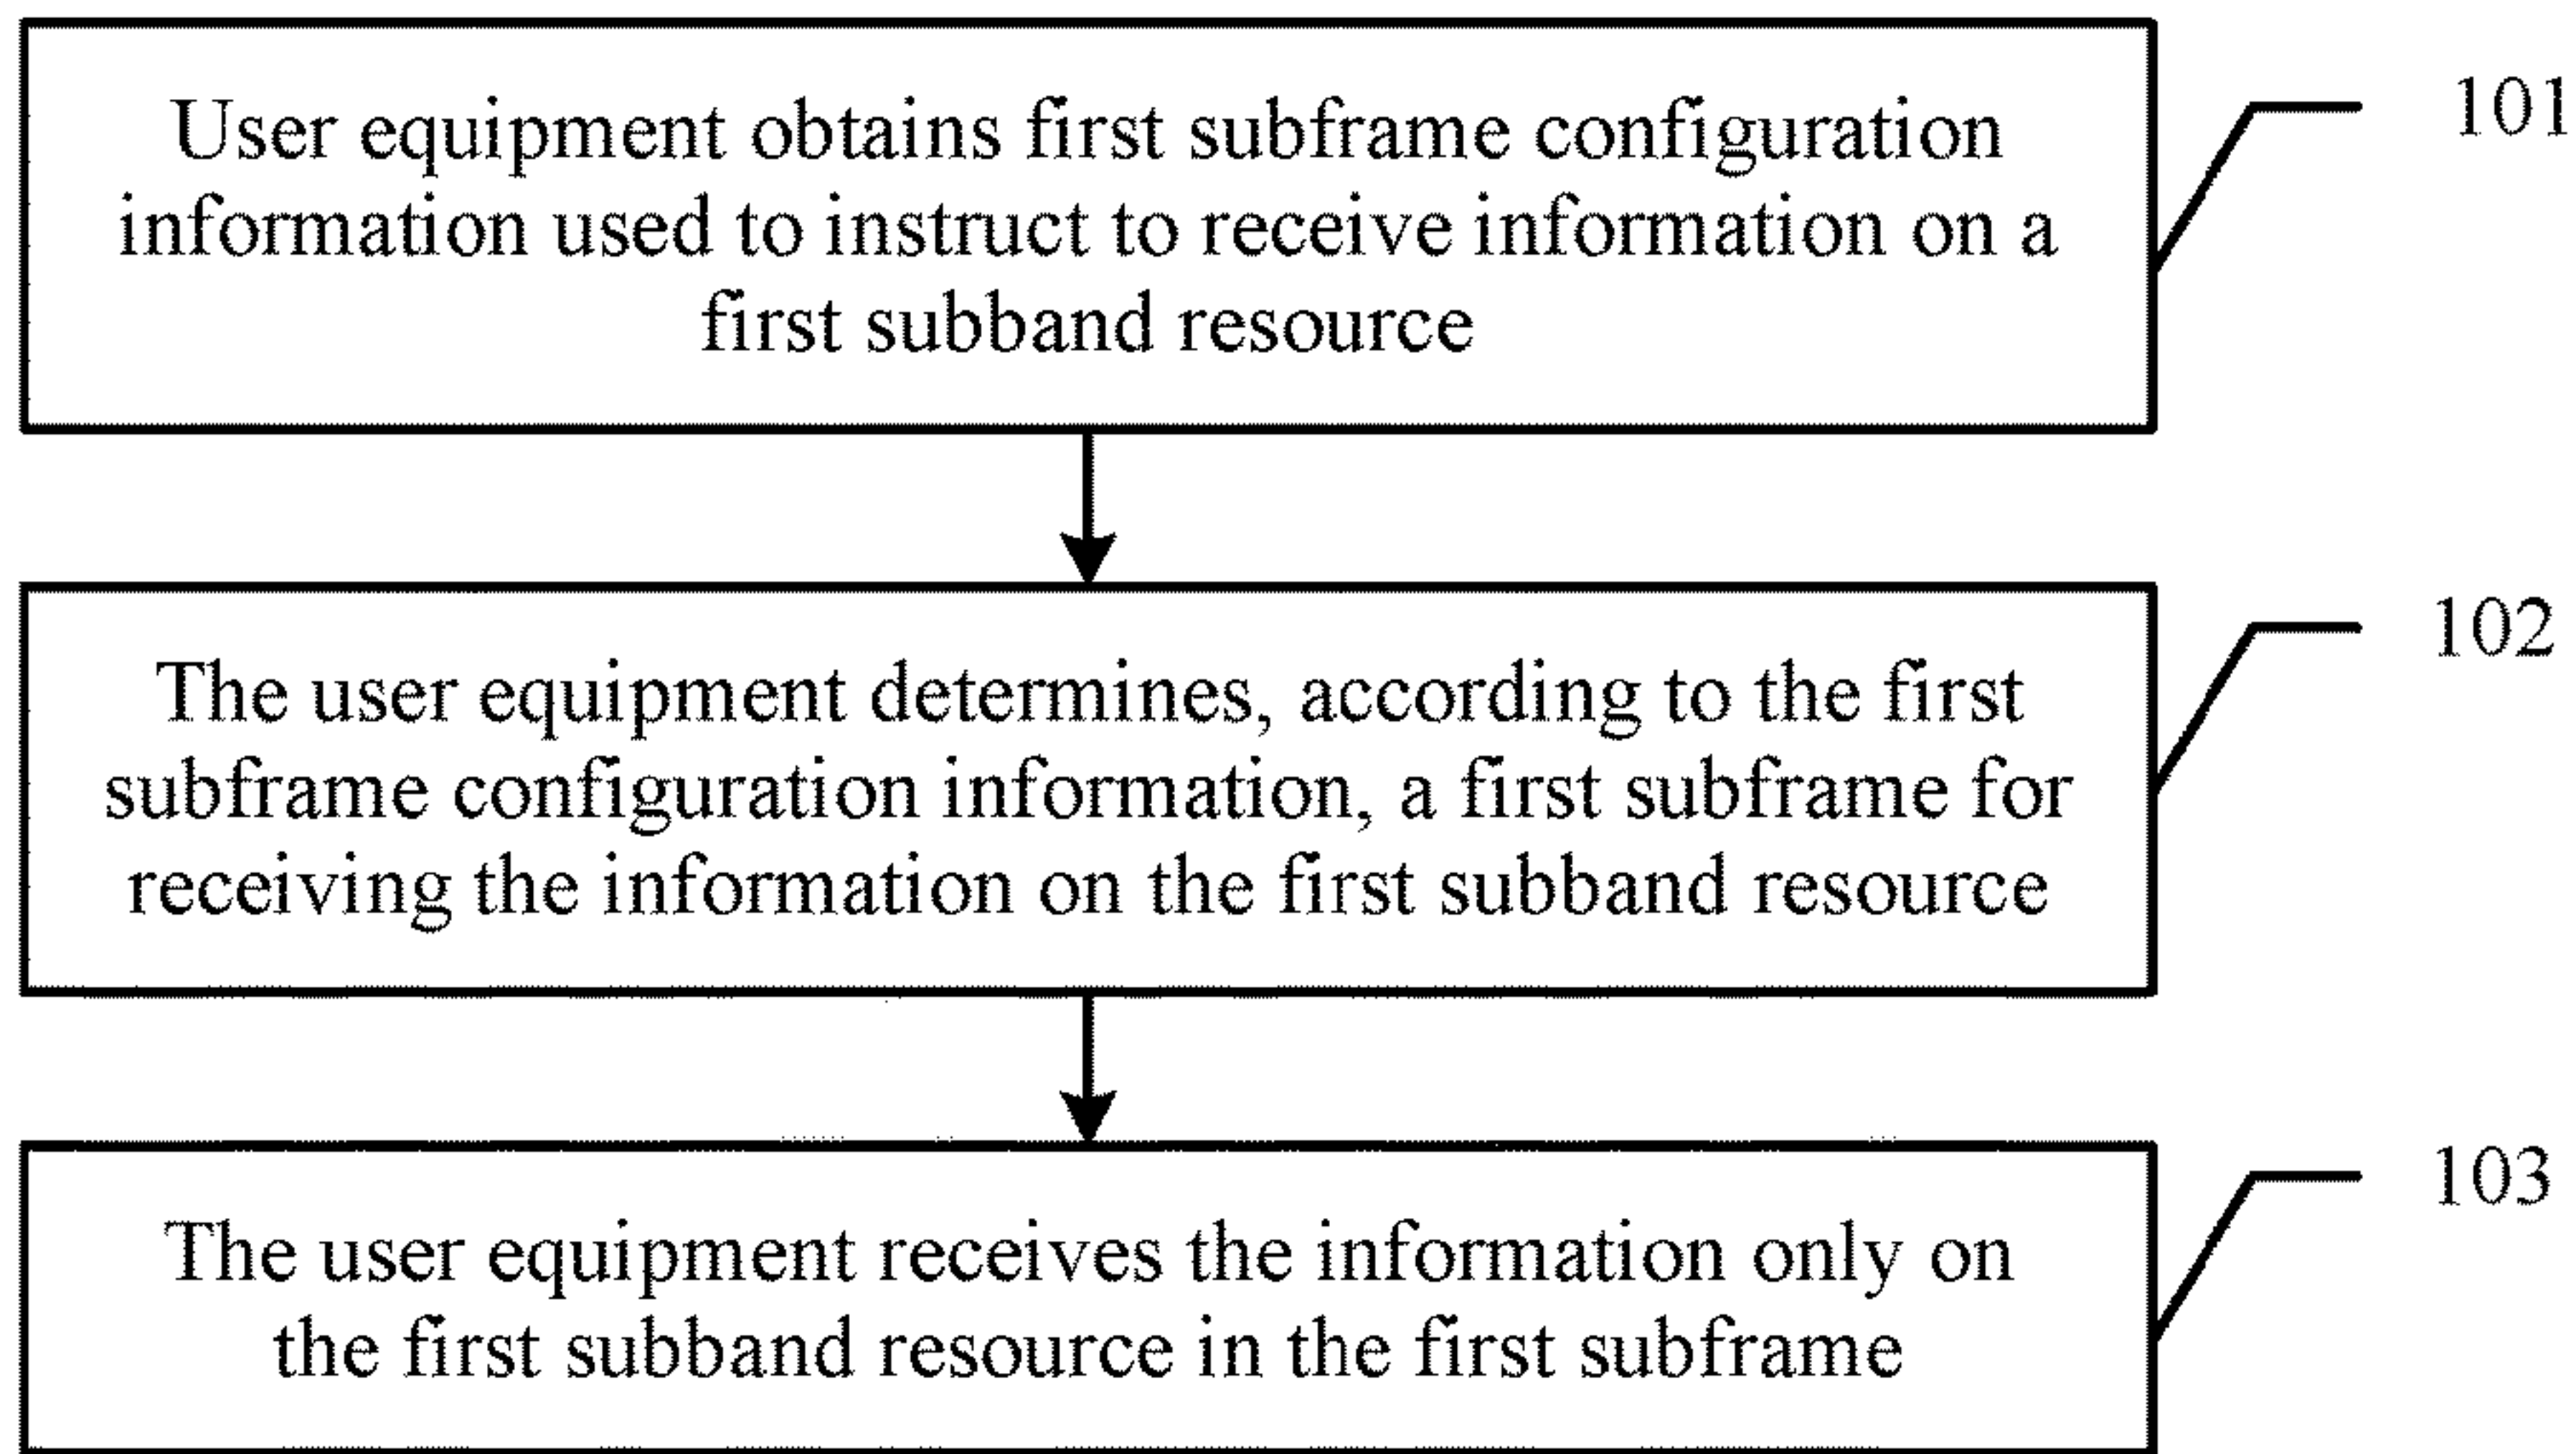 User equipment obtains first subframe configuration
information used to instruct to receive information on a
first subband resource
101
The user equipment determines, according to the first
subframe configuration information, a first subframe for
receiving the information on the first subband resource
102
The user equipment receives the information only on
the first subband resource in the first subframe
103